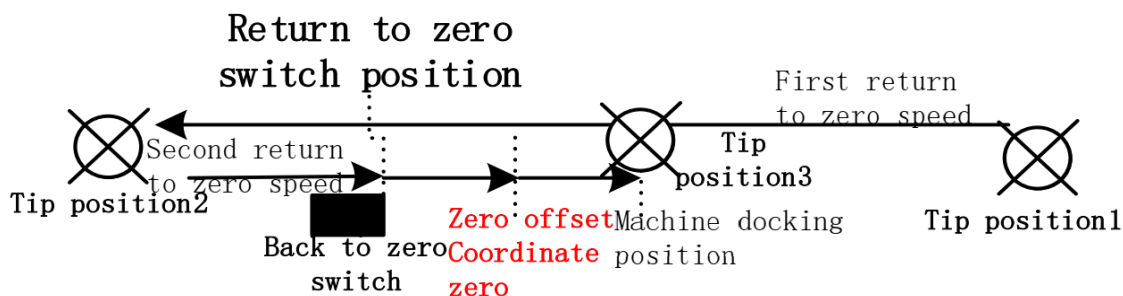 Return to zero
switch position
First return
to zero speed
Second return
to zero speed
Tip
position3
Tip position2
Tip position1
Back to zero
switch
Zero offset
Coordinate
zero
Machine docking
position